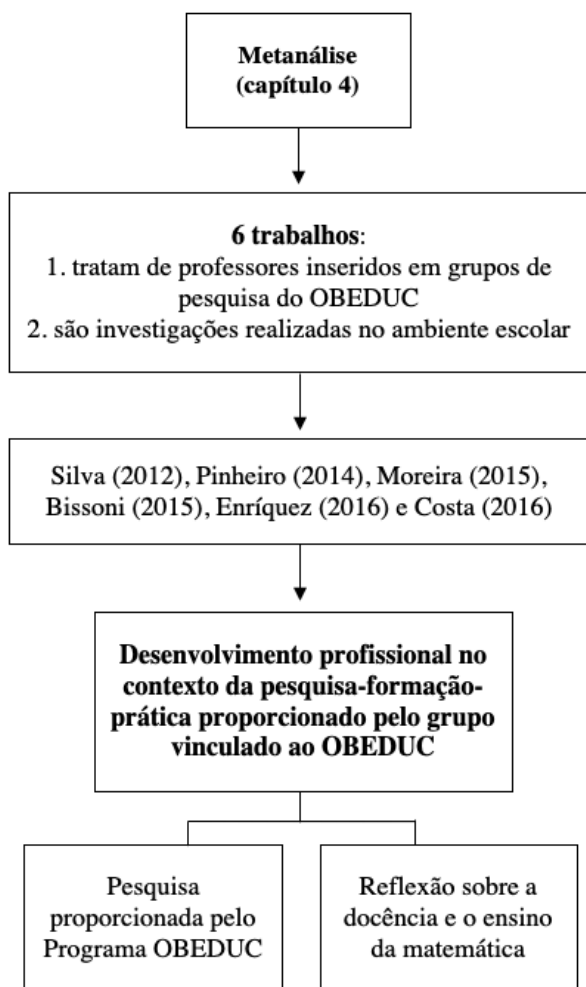 Metanálise
(capítulo 4)
6 trabalhos:
1. tratam de professores inseridos em grupos de
pesquisa do OBEDUC
2. são investigações realizadas no ambiente escolar
Silva (2012), Pinheiro (2014), Moreira (2015),
Bissoni (2015), Enríquez (2016) e Costa (2016)
Desenvolvimento profissional no
contexto da pesquisa-formação-
prática proporcionado pelo grupo
vinculado ao OBEDUC
Pesquisa
proporcionada pelo
Programa OBEDUC
Reflexão sobre a
docência e o ensino
da matemática